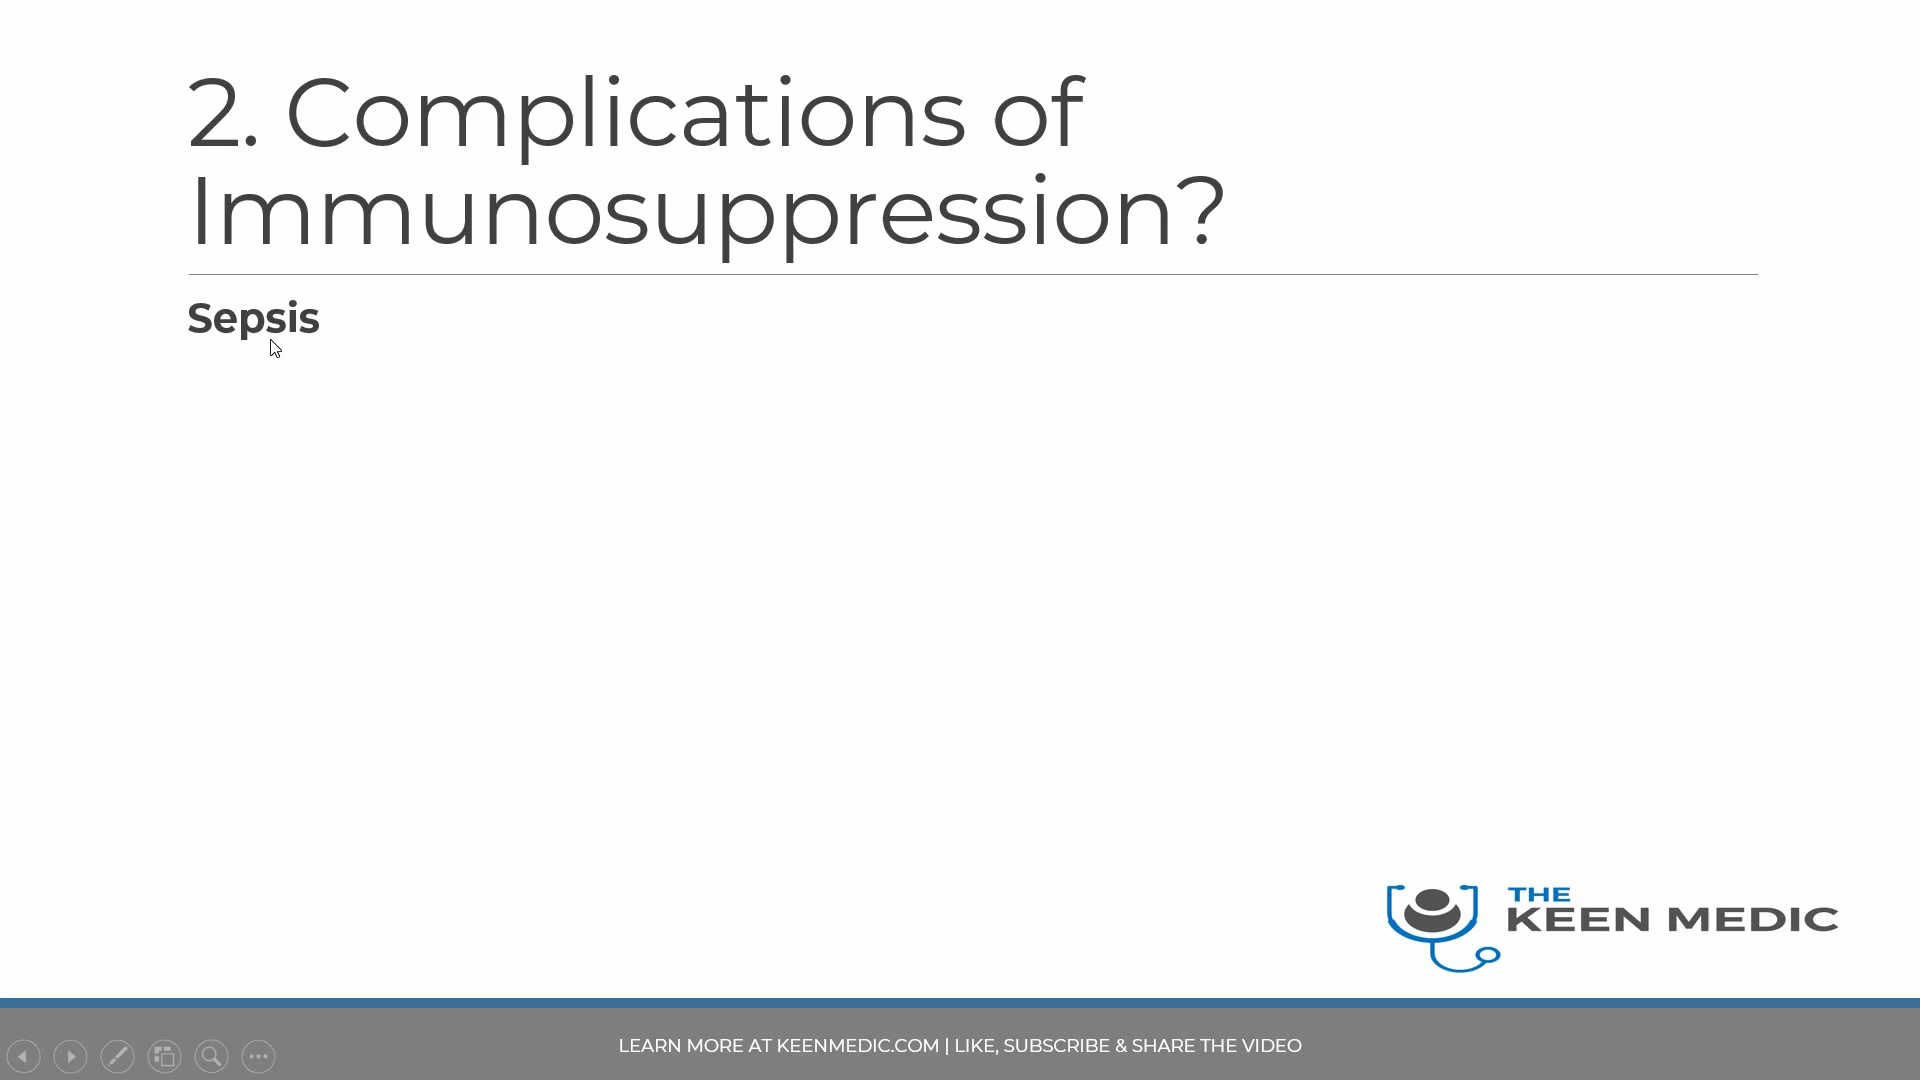 2. Complications of
Immunosuppression?
Sepsis
THE
KEEN MEDIC
LEARN MORE AT KEENMEDIC.COM | LIKE, SUBSCRIBE & SHARE THE VIDEO